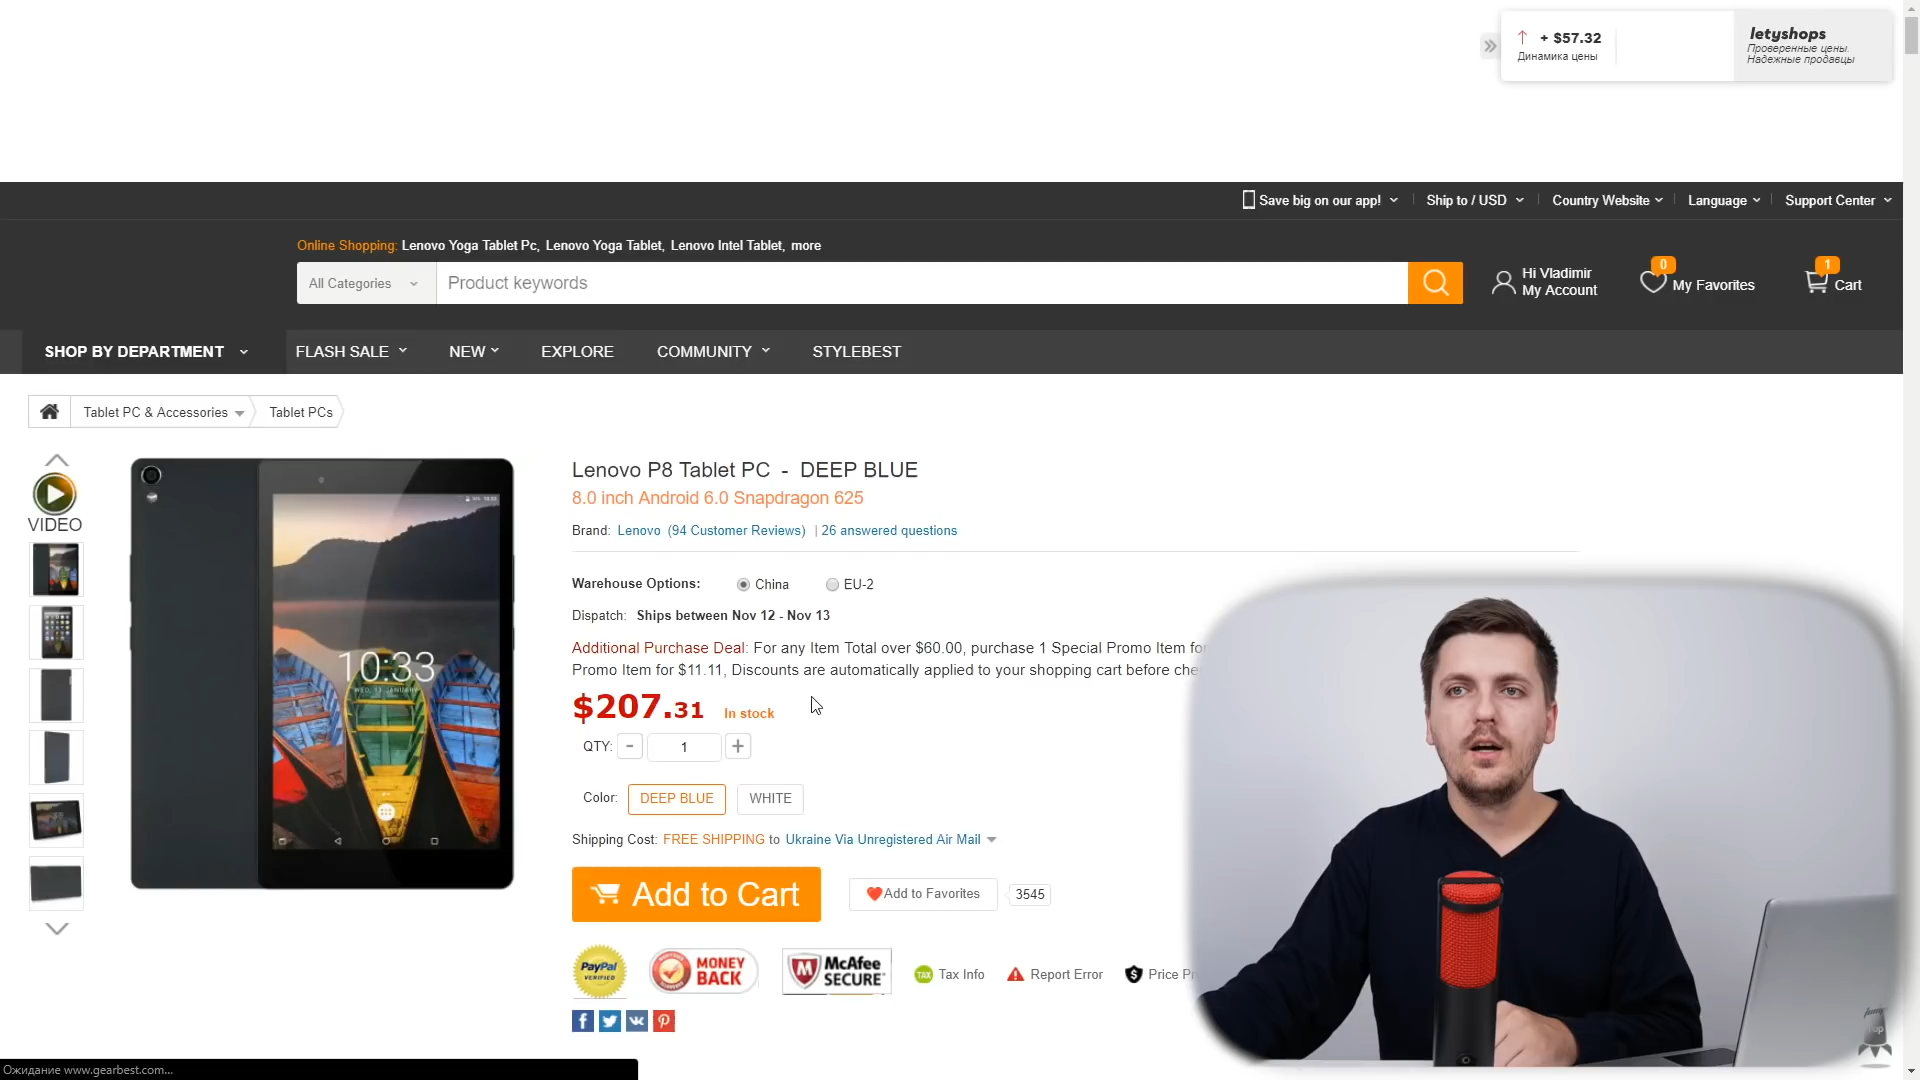 + $57.32
Динамика цены
letyshops
Проверенные цены.
Надежные продавцы
Save big on our app!
Ship to / USD
Country Website
Language
Support Center
Online Shopping: Lenovo Yoga Tablet Pc, Lenovo Yoga Tablet, Lenovo Intel Tablet, more
All Categories
Product keywords
Hi Vladimir
My Account
0
My Favorites
1
Cart
SHOP BY DEPARTMENT
FLASH SALE
NEW
EXPLORE
COMMUNITY
STYLEBEST
Tablet PC & Accessories
Tablet PCs
VIDEO
10:33
Lenovo P8 Tablet PC - DEEP BLUE
8.0 inch Android 6.0 Snapdragon 625
Brand: Lenovo (94 Customer Reviews) | 26 answered questions
Warehouse Options: China EU-2
Dispatch: Ships between Nov 12 - Nov 13
Additional Purchase Deal: For any Item Total over $60.00, purchase 1 Special Promo Item for
Promo Item for $11.11, Discounts are automatically applied to your shopping cart before che
$207.31 In stock
QTY: - 1 +
Color: DEEP BLUE WHITE
Shipping Cost: FREE SHIPPING to Ukraine Via Unregistered Air Mail
Add to Cart
Add to Favorites
3545
PayPal
VERIFIED
MONEY
BACK
McAfee
SECURE
TAX
Tax Info
Report Error
Price Pr
Ожидание www.gearbest.com...